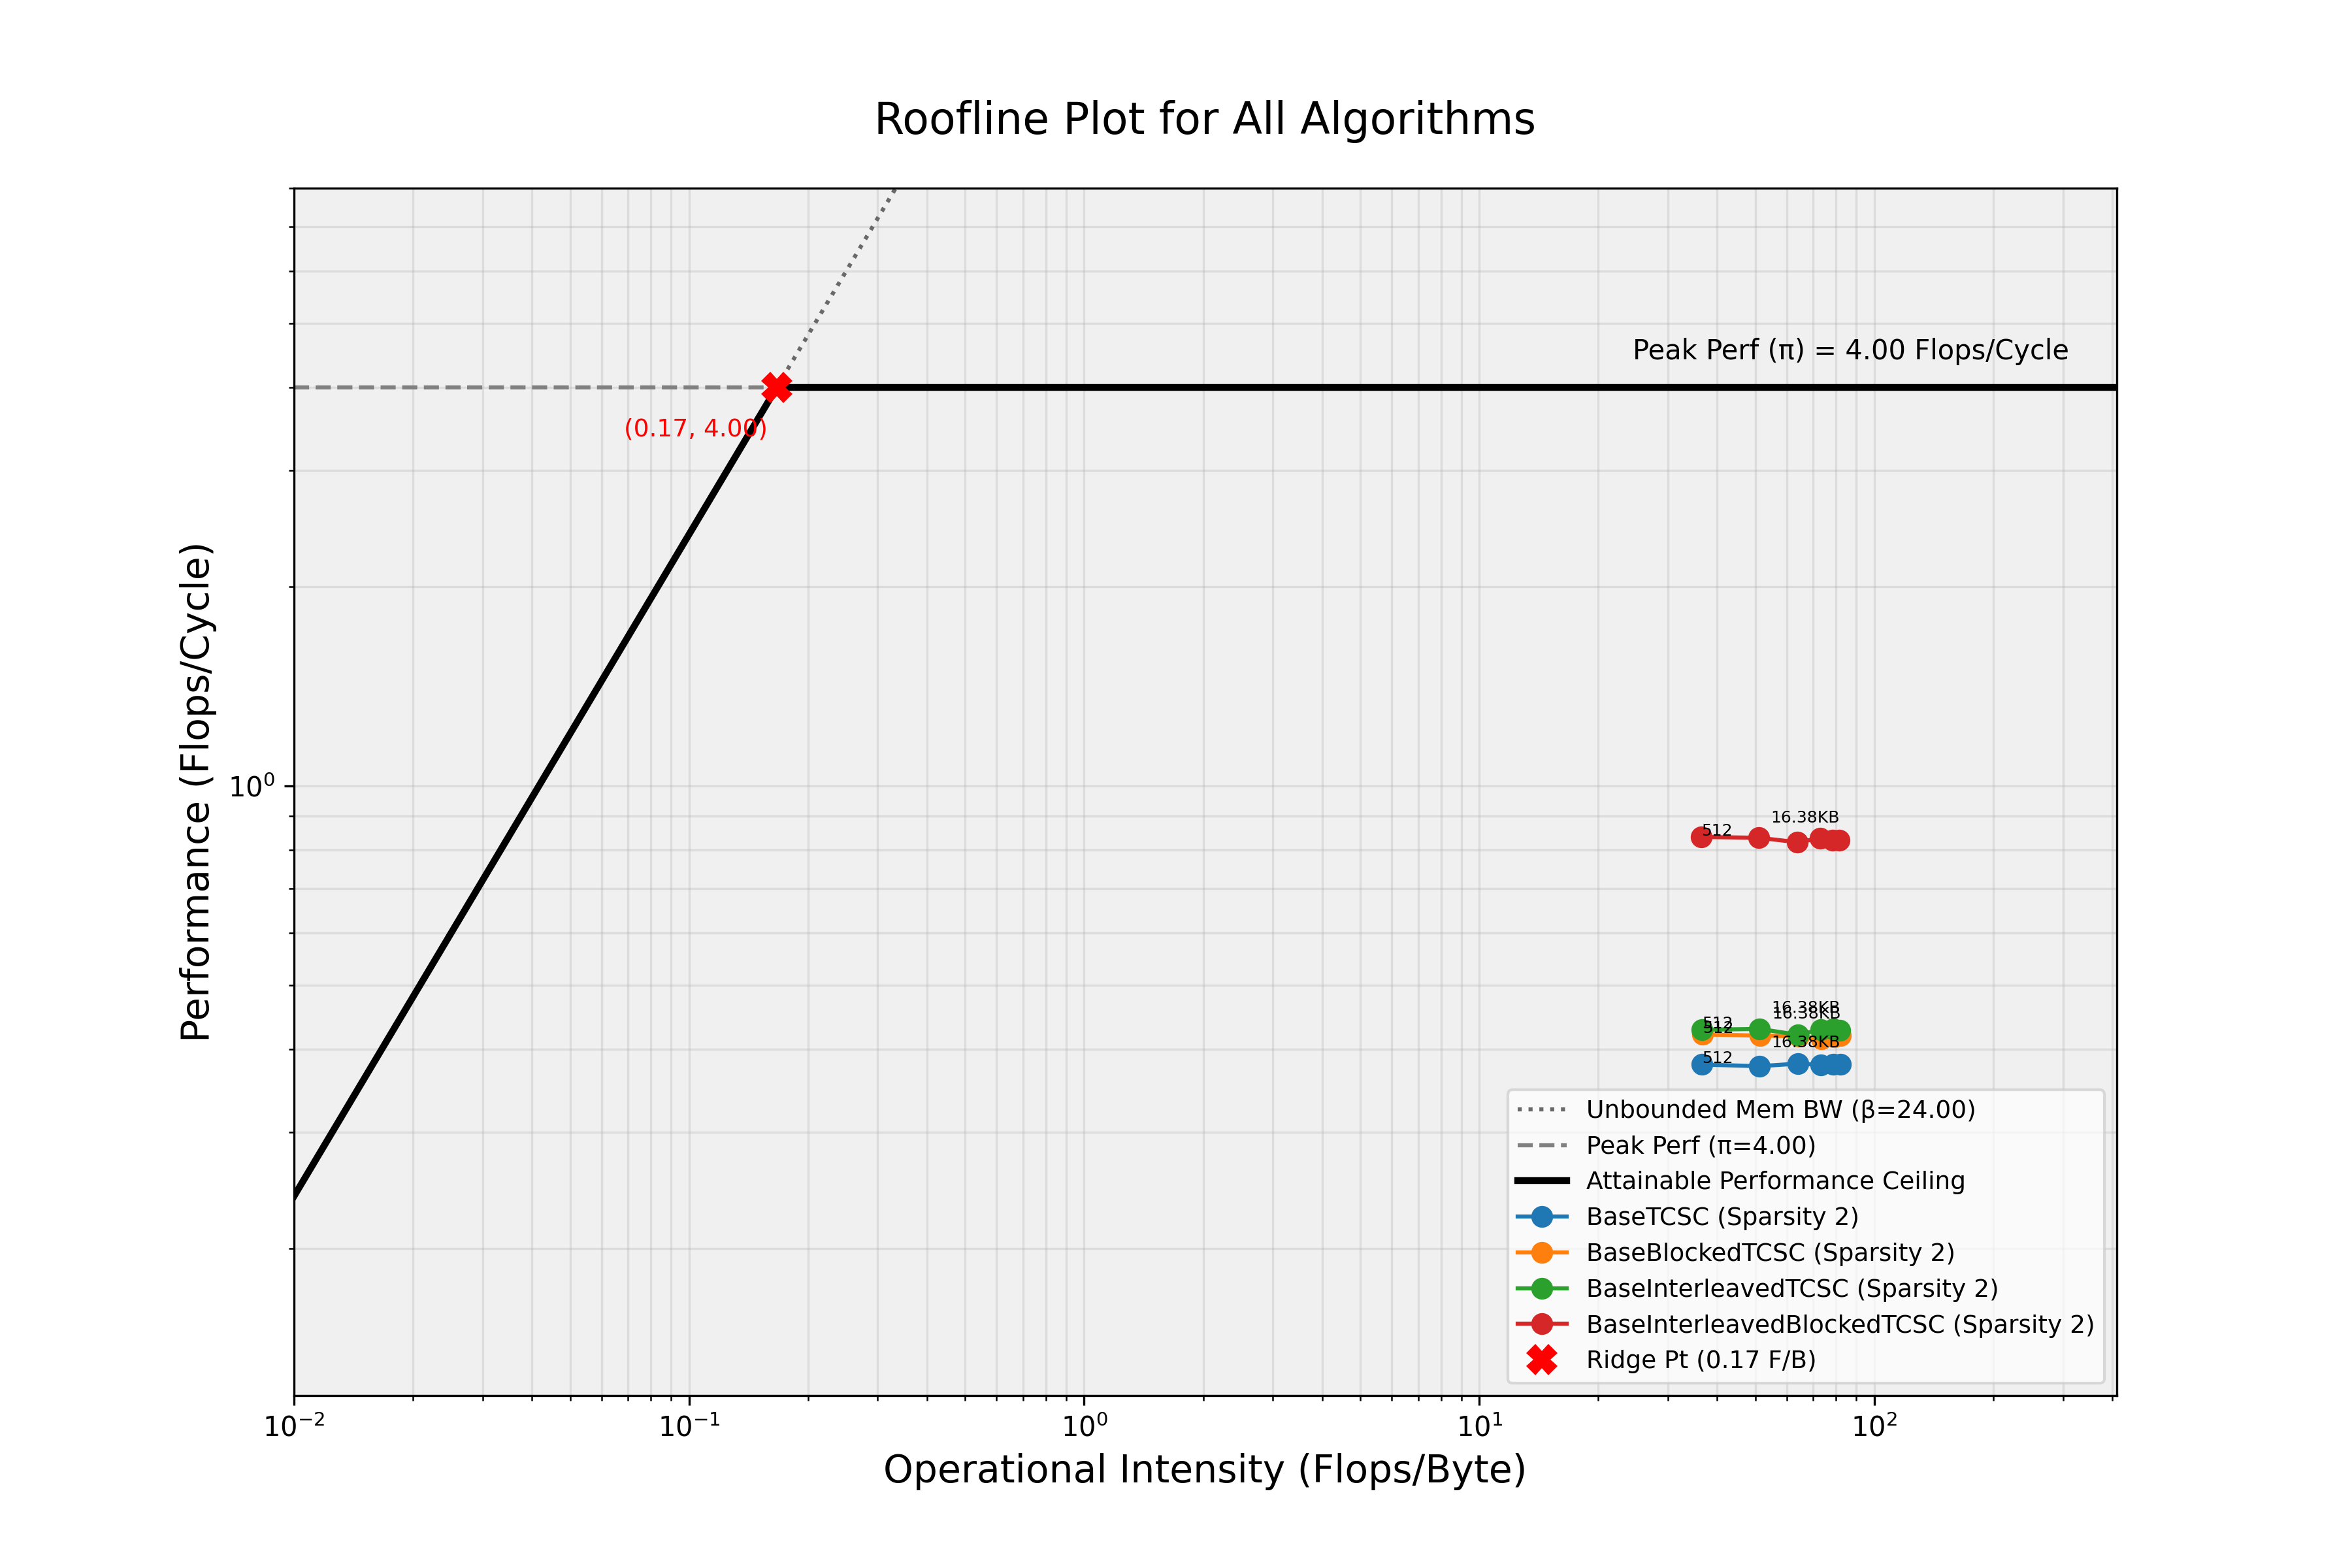 Roofline Plot for All Algorithms
Performance (Flops/Cycle)
10⁰
Peak Perf (π) = 4.00 Flops/Cycle
(0.17, 4.00)
16.38KB
512
16.38KB
16.38KB
512
512
16.38KB
512
Unbounded Mem BW (β=24.00)
Peak Perf (π=4.00)
Attainable Performance Ceiling
BaseTCSC (Sparsity 2)
BaseBlockedTCSC (Sparsity 2)
BaseInterleavedTCSC (Sparsity 2)
BaseInterleavedBlockedTCSC (Sparsity 2)
Ridge Pt (0.17 F/B)
10⁻² 10⁻¹ 10⁰ 10¹ 10²
Operational Intensity (Flops/Byte)